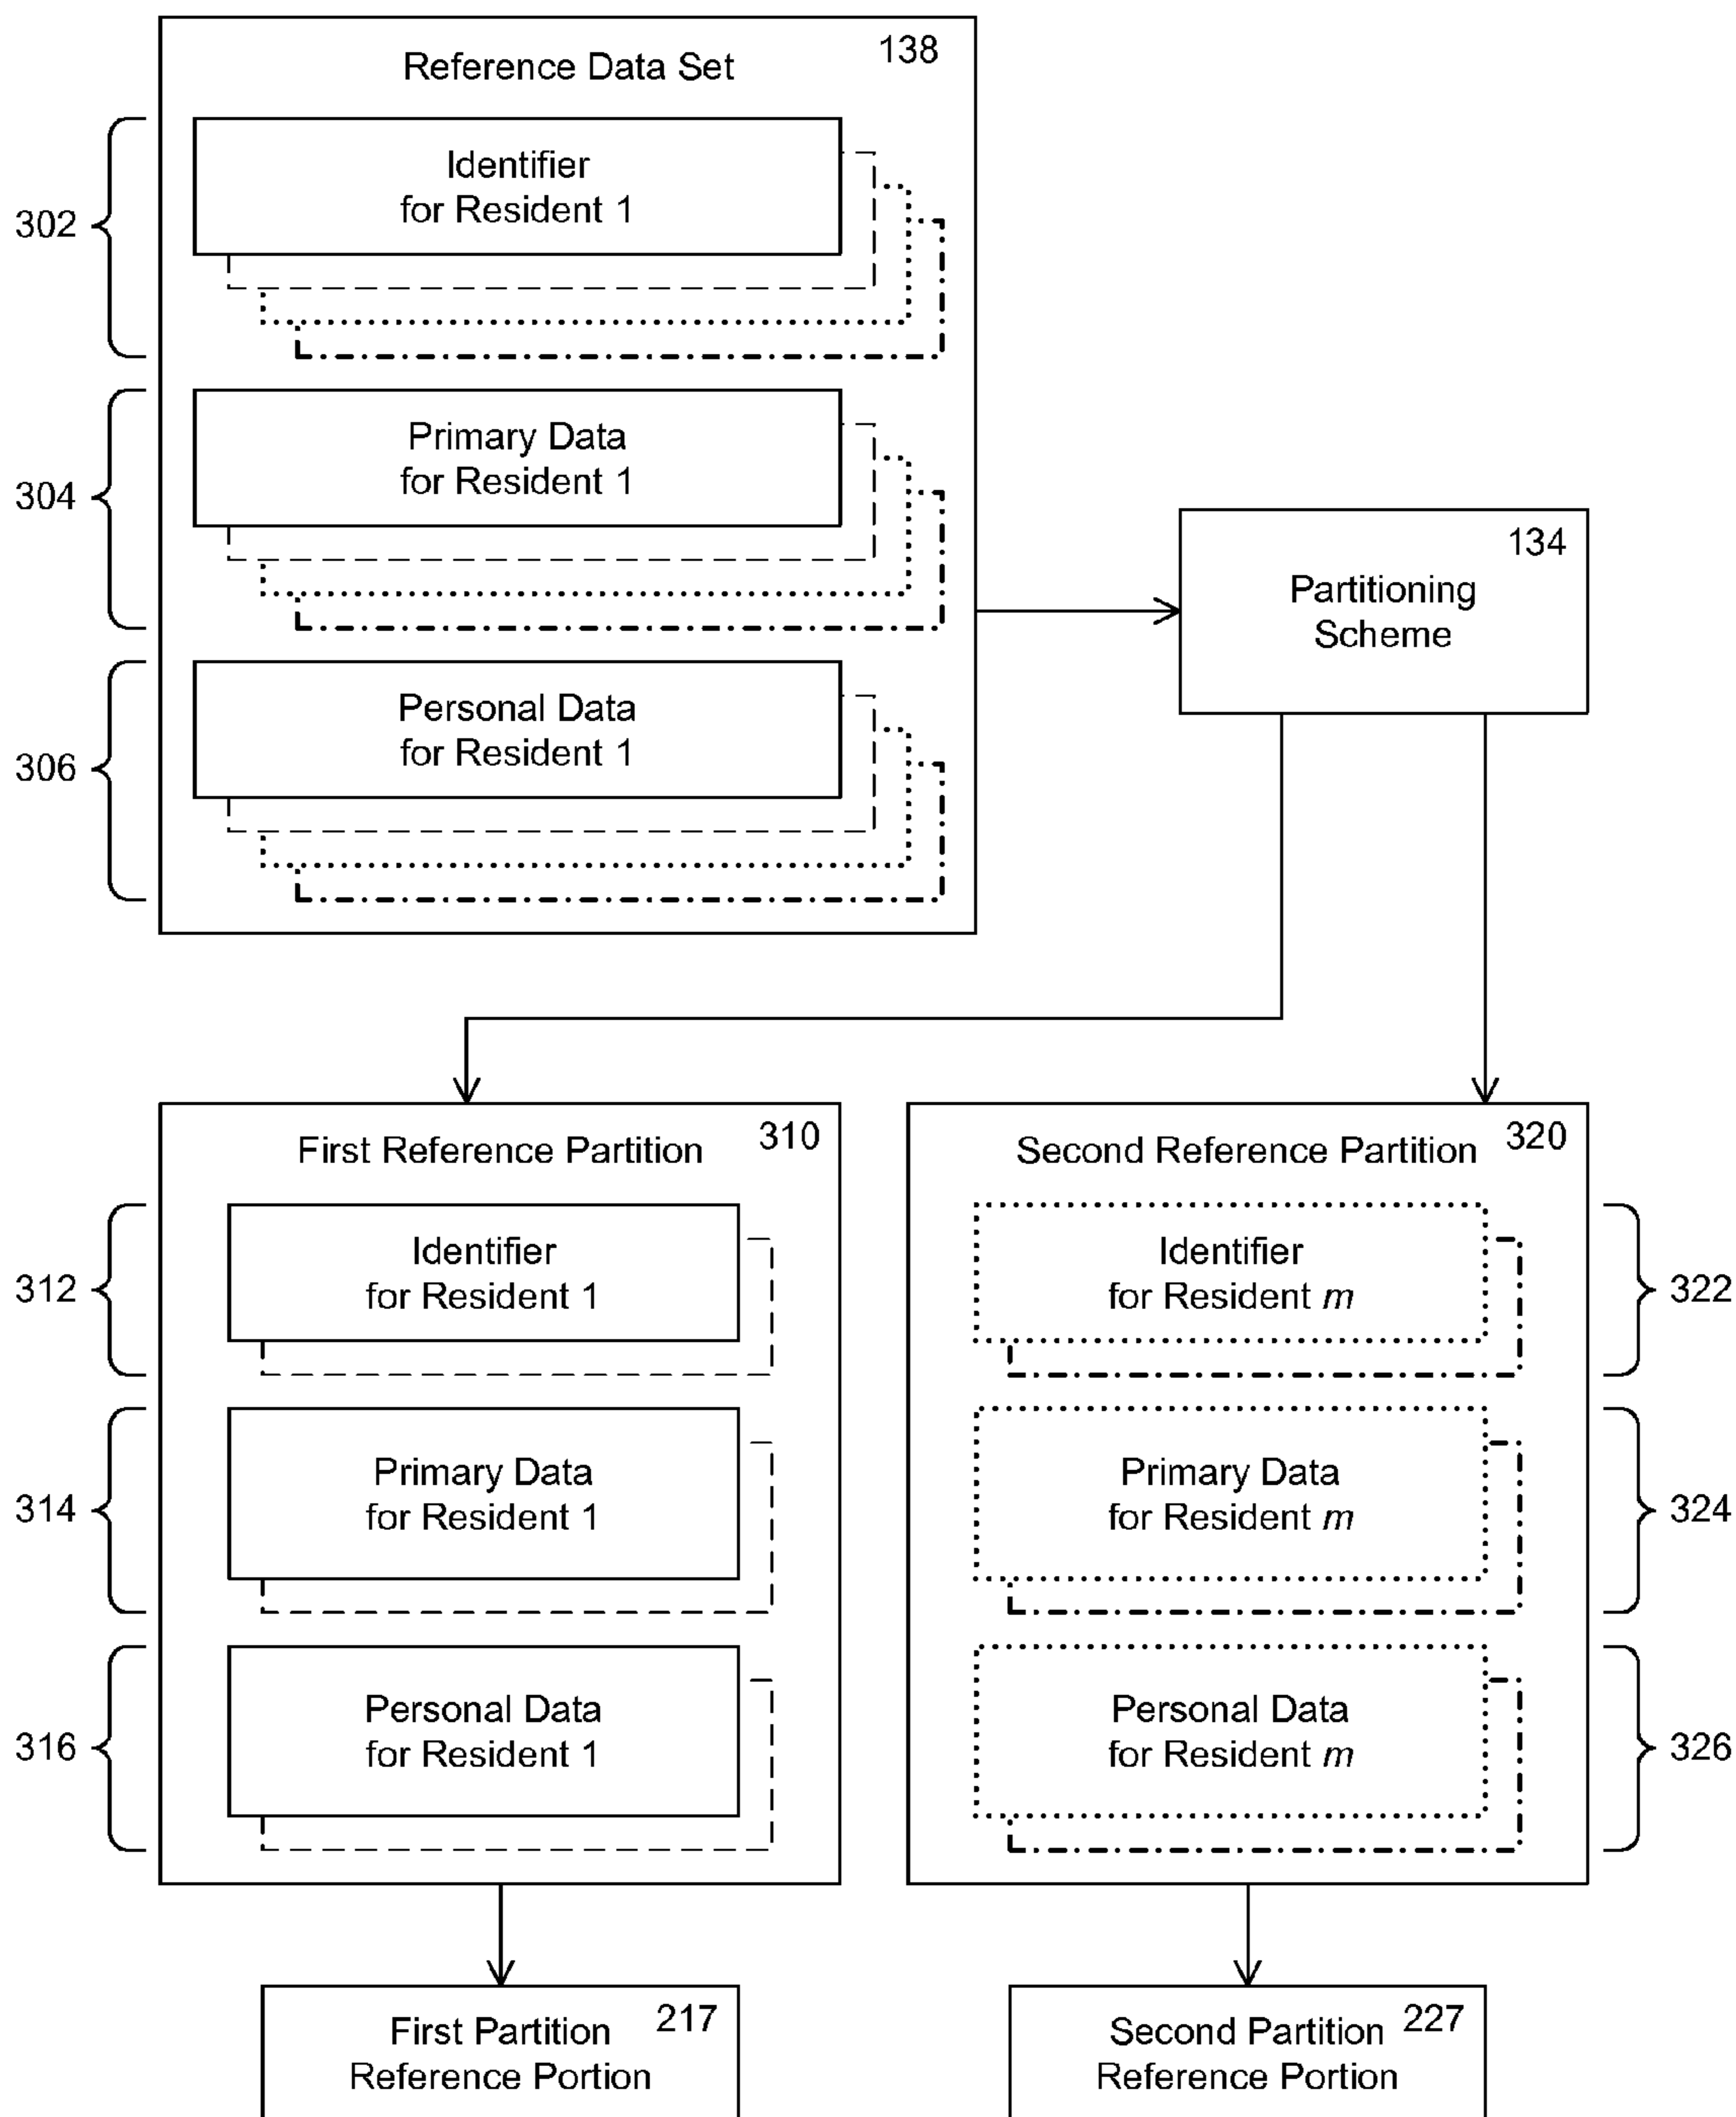 138
Reference Data Set
302
Identifier
for Resident 1
304
Primary Data
for Resident 1
134
Partitioning
Scheme
306
Personal Data
for Resident 1
First Reference Partition
310
Second Reference Partition
320
312
Identifier
for Resident 1
Identifier
for Resident m
322
314
Primary Data
for Resident 1
Primary Data
for Resident m
324
316
Personal Data
for Resident 1
Personal Data
for Resident m
326
First Partition
217
Reference Portion
Second Partition
227
Reference Portion